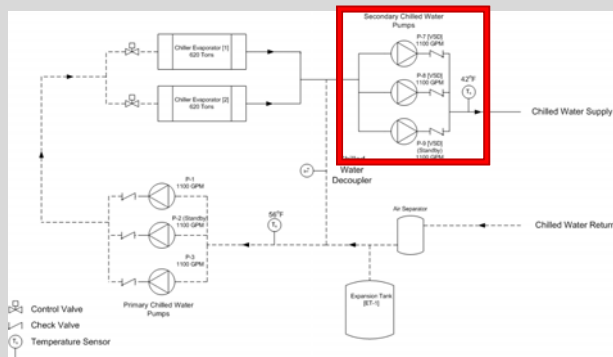 Secondary Chilled Water
Pumps
P-7 [VSD]
1100 GPM
P-8 [VSD]
1100 GPM
P-9 [VSD]
(Standby)
1100 GPM
42°F
Chilled Water Supply
Chiller Evaporator [1]
620 Tons
Chiller Evaporator [2]
620 Tons
Water
Decoupler
P-1
1100 GPM
P-2 (Standby)
1100 GPM
P-3
1100 GPM
Primary Chilled Water
Pumps
56°F
Air Separator
Chilled Water Return
Expansion Tank
[ET-1]
Control Valve
Check Valve
Temperature Sensor